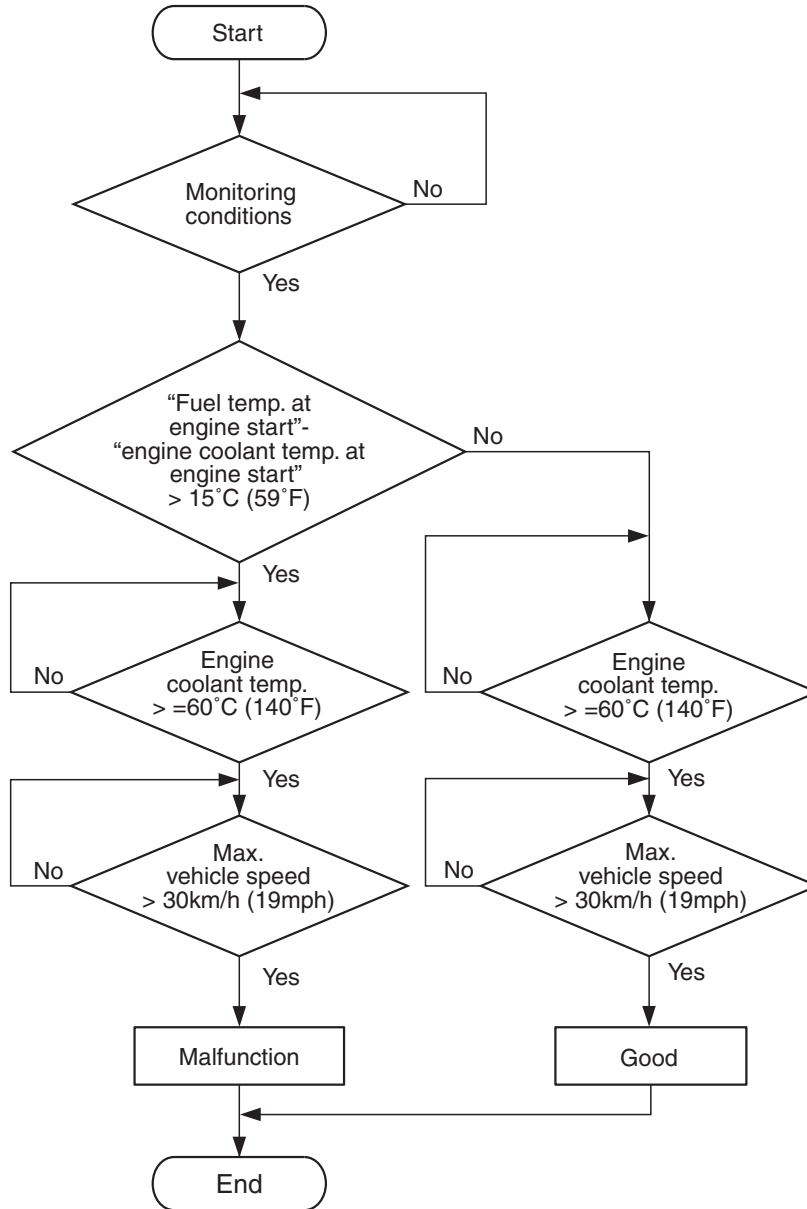 Start
Monitoring
conditions
No
Yes
“Fuel temp. at
engine start”-
“engine coolant temp. at
engine start”
> 15˚C (59˚F)
No
Yes
Engine
coolant temp.
> =60˚C (140˚F)
No
Yes
Engine
coolant temp.
> =60˚C (140˚F)
No
Yes
Max.
vehicle speed
> 30km/h (19mph)
No
Yes
Max.
vehicle speed
> 30km/h (19mph)
No
Yes
Malfunction
Good
End